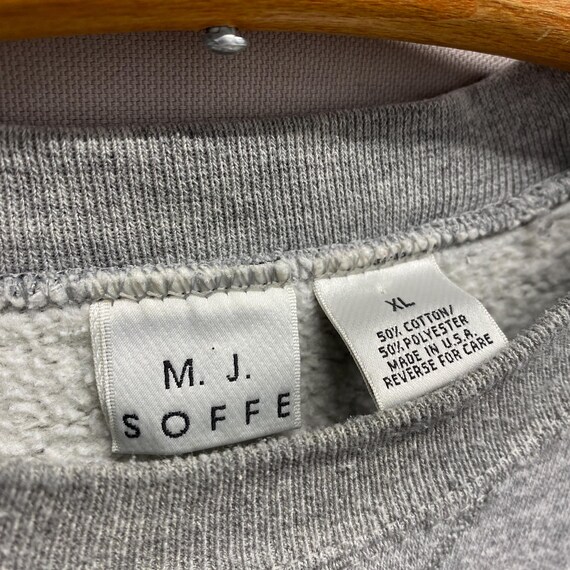 M. J.
SOFFE
XL
50% COTTON/
50% POLYESTER
MADE IN U.S.A.
REVERSE FOR CARE